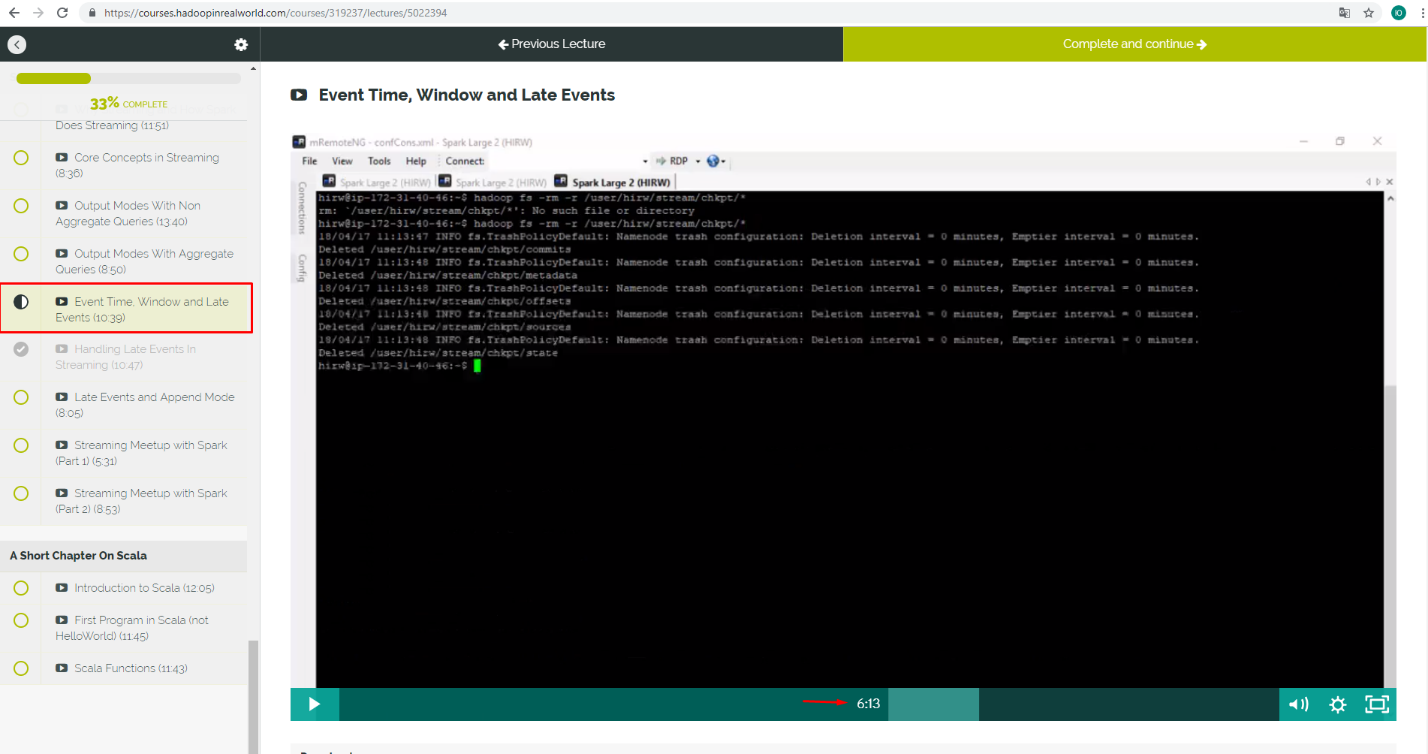 https://courses.hadoopinrealworld.com/courses/319237/lectures/5022394
Ю
Previous Lecture
Complete and continue
33% COMPLETE
Does Streaming (11:51)
Core Concepts in Streaming
(8:36)
Output Modes With Non
Aggregate Queries (13:40)
Output Modes With Aggregate
Queries (8:50)
Event Time, Window and Late
Events (10:39)
Handling Late Events In
Streaming (10:47)
Late Events and Append Mode
(8:05)
Streaming Meetup with Spark
(Part 1) (5:31)
Streaming Meetup with Spark
(Part 2) (8:53)
A Short Chapter On Scala
Introduction to Scala (12:05)
First Program in Scala (not
HelloWorld) (11:45)
Scala Functions (11:43)
Event Time, Window and Late Events
mRemoteNG - confCons.xml - Spark Large 2 (HIRW)
File View Tools Help Connect: RDP
Spark Large 2 (HIRW) Spark Large 2 (HIRW) Spark Large 2 (HIRW)
Connections
Config
hirw@ip-172-31-40-46:~$ hadoop fs -rm -r /user/hirw/stream/chkpt/*
rm: `/user/hirw/stream/chkpt/*': No such file or directory
hirw@ip-172-31-40-46:~$ hadoop fs -rm -r /user/hirw/stream/chkpt/*
18/04/17 11:13:47 INFO fs.TrashPolicyDefault: Namenode trash configuration: Deletion interval = 0 minutes, Emptier interval = 0 minutes.
Deleted /user/hirw/stream/chkpt/commits
18/04/17 11:13:48 INFO fs.TrashPolicyDefault: Namenode trash configuration: Deletion interval = 0 minutes, Emptier interval = 0 minutes.
Deleted /user/hirw/stream/chkpt/metadata
18/04/17 11:13:48 INFO fs.TrashPolicyDefault: Namenode trash configuration: Deletion interval = 0 minutes, Emptier interval = 0 minutes.
Deleted /user/hirw/stream/chkpt/offsets
18/04/17 11:13:48 INFO fs.TrashPolicyDefault: Namenode trash configuration: Deletion interval = 0 minutes, Emptier interval = 0 minutes.
Deleted /user/hirw/stream/chkpt/sources
18/04/17 11:13:48 INFO fs.TrashPolicyDefault: Namenode trash configuration: Deletion interval = 0 minutes, Emptier interval = 0 minutes.
Deleted /user/hirw/stream/chkpt/state
hirw@ip-172-31-40-46:~$
6:13